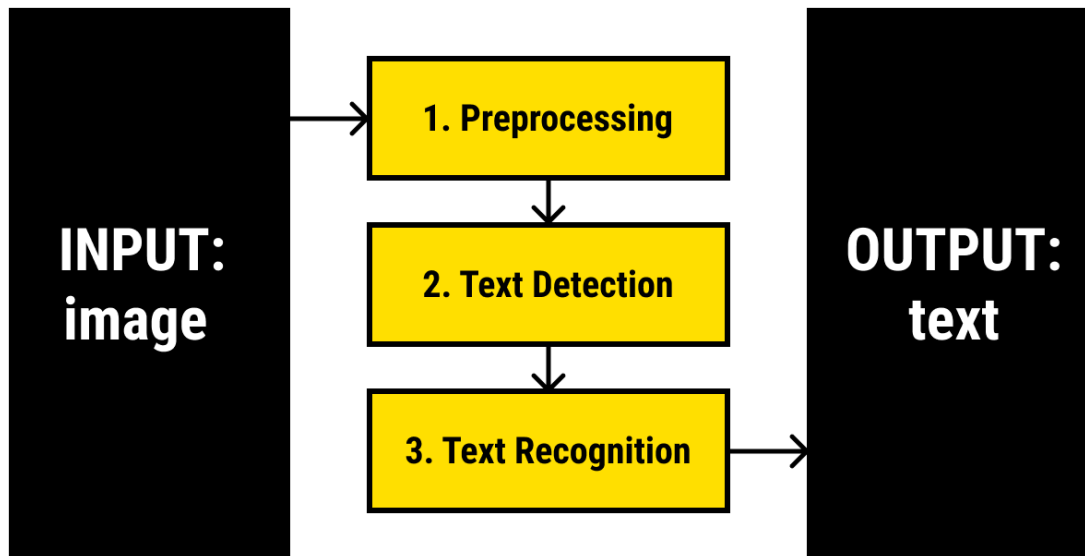 INPUT:
image
1. Preprocessing
2. Text Detection
3. Text Recognition
OUTPUT:
text